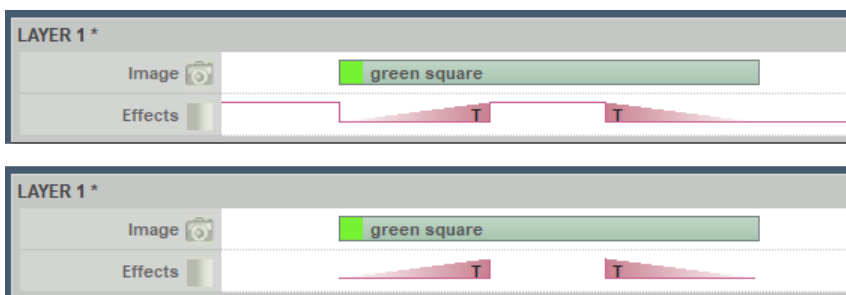 LAYER 1 *
Image green square
Effects T T
LAYER 1 *
Image green square
Effects T T